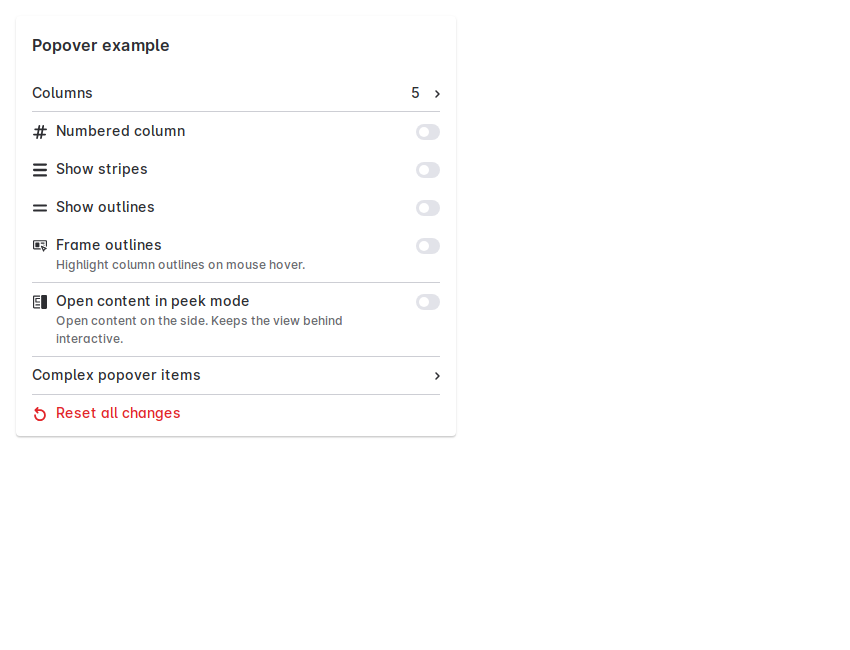 Popover example
Columns 5
Numbered column
Show stripes
Show outlines
Frame outlines
Highlight column outlines on mouse hover.
Open content in peek mode
Open content on the side. Keeps the view behind
interactive.
Complex popover items
Reset all changes